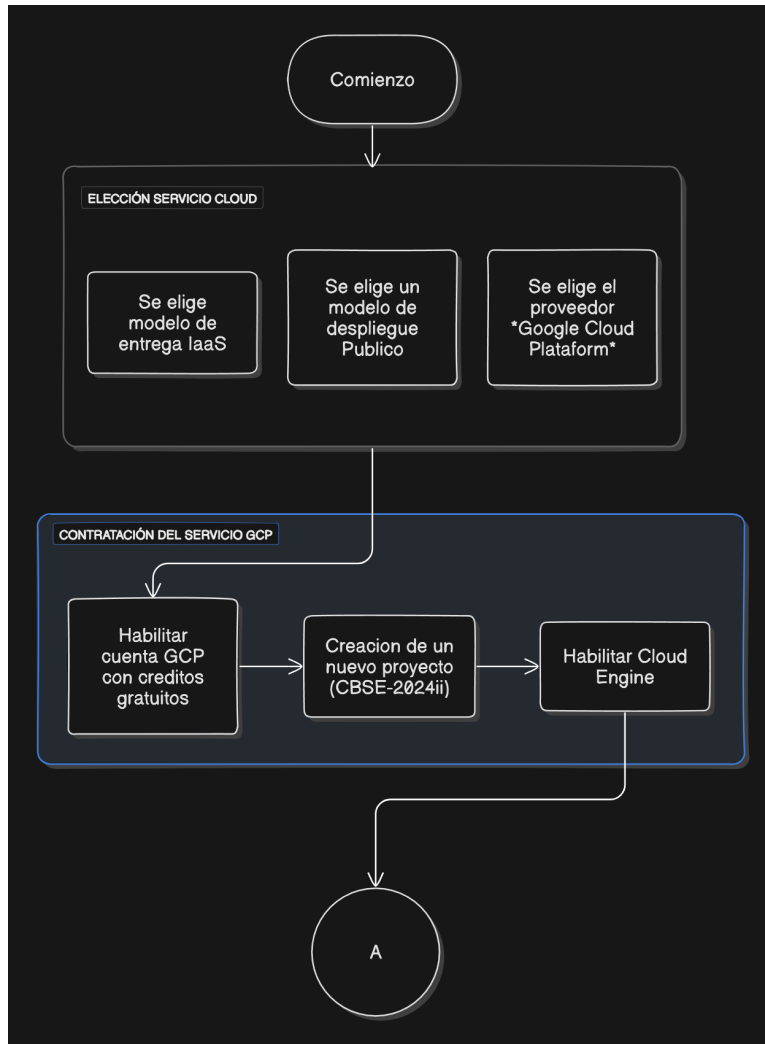 Comienzo
ELECCIÓN SERVICIO CLOUD
Se elige
modelo de
entrega IaaS
Se elige un
modelo de
despliegue
Publico
Se elige el
proveedor
*Google Cloud
Plataform*
CONTRATACIÓN DEL SERVICIO GCP
Habilitar
cuenta GCP
con creditos
gratuitos
Creacion de un
nuevo proyecto
(CBSE-2024ii)
Habilitar Cloud
Engine
A